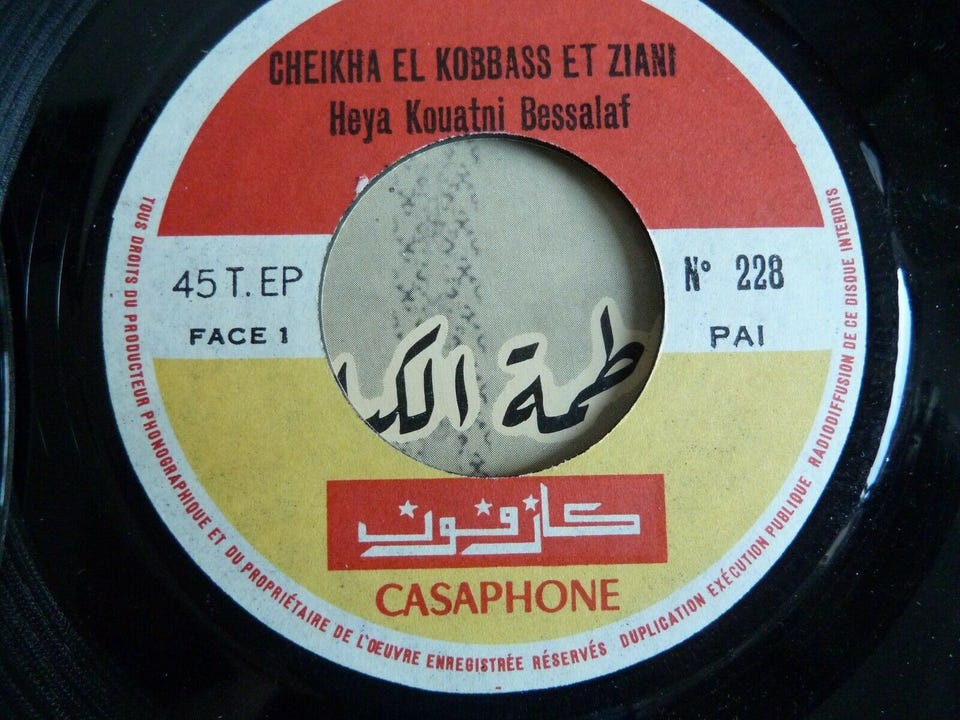 CHEIKHA EL KOBBASS ET ZIANI
Heya Kouatni Bessalaf
45 T. EP
FACE 1
N° 228
PAI
كازفون
CASAPHONE
TOUS DROITS DU PRODUCTEUR PHONOGRAPHIQUE ET DU PROPRIÉTAIRE DE L'ŒUVRE ENREGISTRÉE RÉSERVÉS DUPLICATION EXÉCUTION PUBLIQUE RADIODIFFUSION DE CE DISQUE INTERDITS